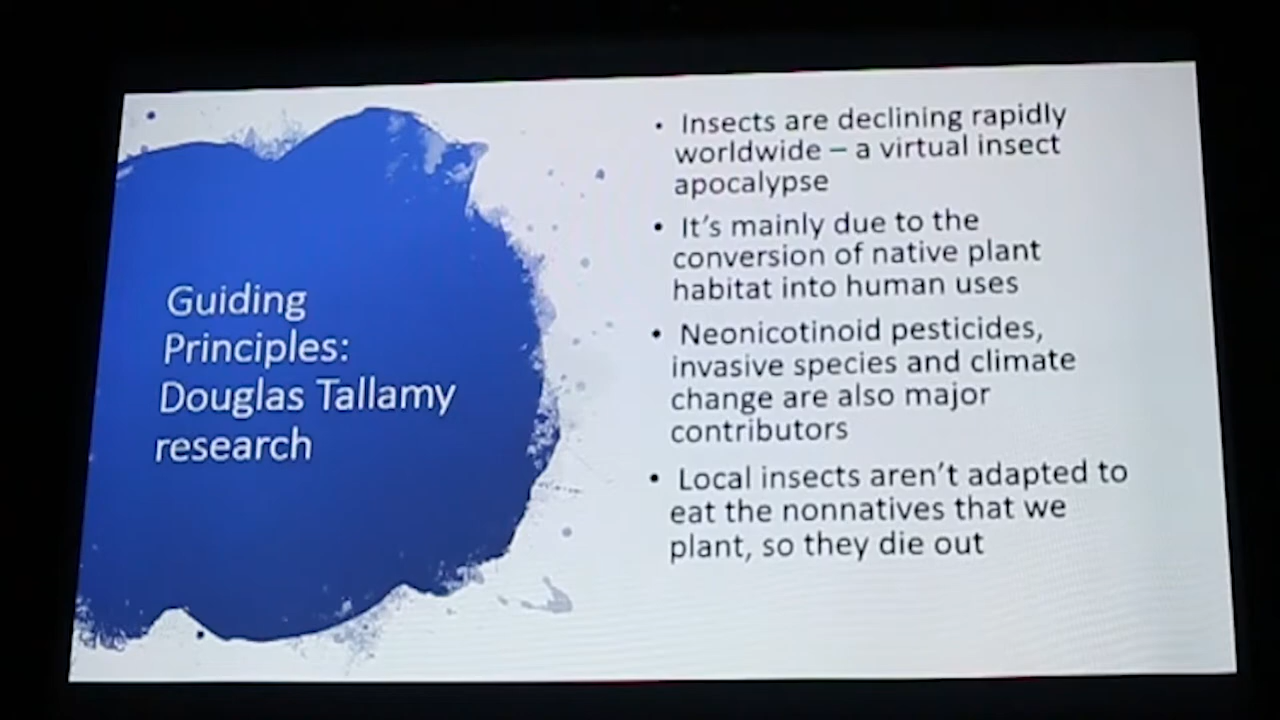 Guiding
Principles:
Douglas Tallamy
research
• Insects are declining rapidly
worldwide – a virtual insect
apocalypse
• It’s mainly due to the
conversion of native plant
habitat into human uses
• Neonicotinoid pesticides,
invasive species and climate
change are also major
contributors
• Local insects aren’t adapted to
eat the nonnatives that we
plant, so they die out